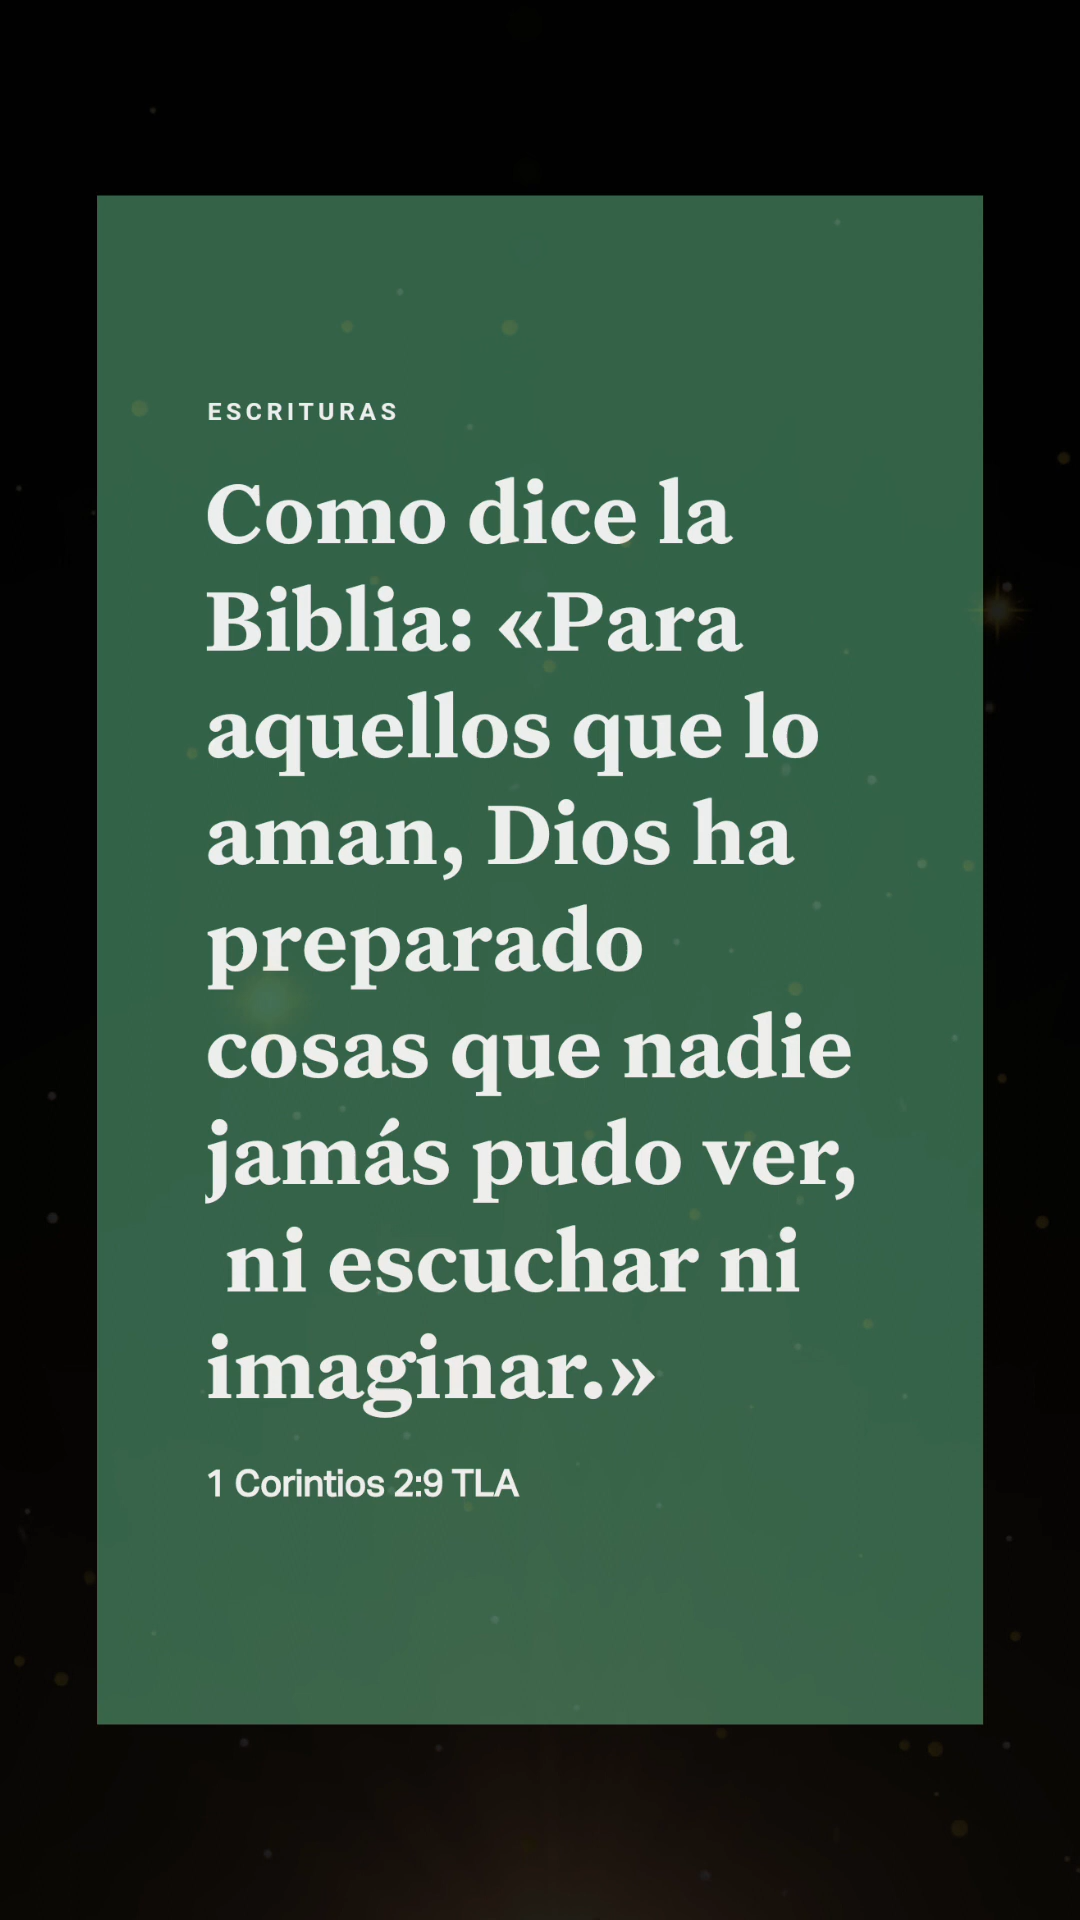 ESCRITURAS
Como dice la
Biblia: «Para
aquellos que lo
aman, Dios ha
preparado
cosas que nadie
jamás pudo ver,
ni escuchar ni
imaginar.»
1 Corintios 2:9 TLA